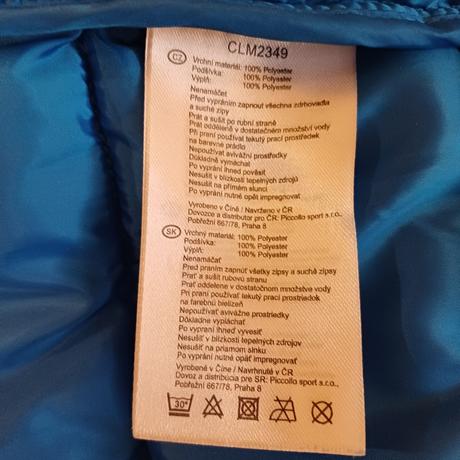 CLM2349
CZ Vrchní materiál: 100% Polyester
Podšívka: 100% Polyester
Výplň: 100% Polyester
Nenamáčet
Před vypráním zapnout všechna zdrhovadla
a suché zipy
Prát a sušit po rubní straně
Prát odděleně v dostatečném množství vody
Při praní používat tekutý prací prostředek
na barevné prádlo
Nepoužívat avivážní prostředky
Důkladně vymáchat
Po vyprání ihned pověsit
Nesušit v blízkosti tepelných zdrojů
Nesušit na přímém slunci
Po vyprání nutno opět impregnovat
Vyrobeno v Číne / Navrženo v ČR
Dovozce a distributor pro ČR: Piccollo sport s.r.o.,
Pobřežní 667/78, Praha 8
SK Vrchný materiál: 100% Polyester
Podšívka: 100% Polyester
Výplň: 100% Polyester
Nenamáčať
Pred praním zapnúť všetky zipsy a suché zipsy
Prať a sušiť rubovú stranu
Prať oddelene v dostatočnom množstve vody
Pri praní používať tekutý prací prostriedok
na farebnú bielizeň
Nepoužívať avivážne prostriedky
Dôkladne vypláchať
Po vypraní ihneď vyvesiť
Nesušiť v blízkosti tepelných zdrojov
Nesušiť na priamom slnku
Po vypraní nutné opäť impregnovať
Vyrobené v Číne / Navrhnuté v ČR
Dovoz a distribúcia pre SR: Piccollo sport s.r.o.,
Pobřežní 667/78, Praha 8
30°